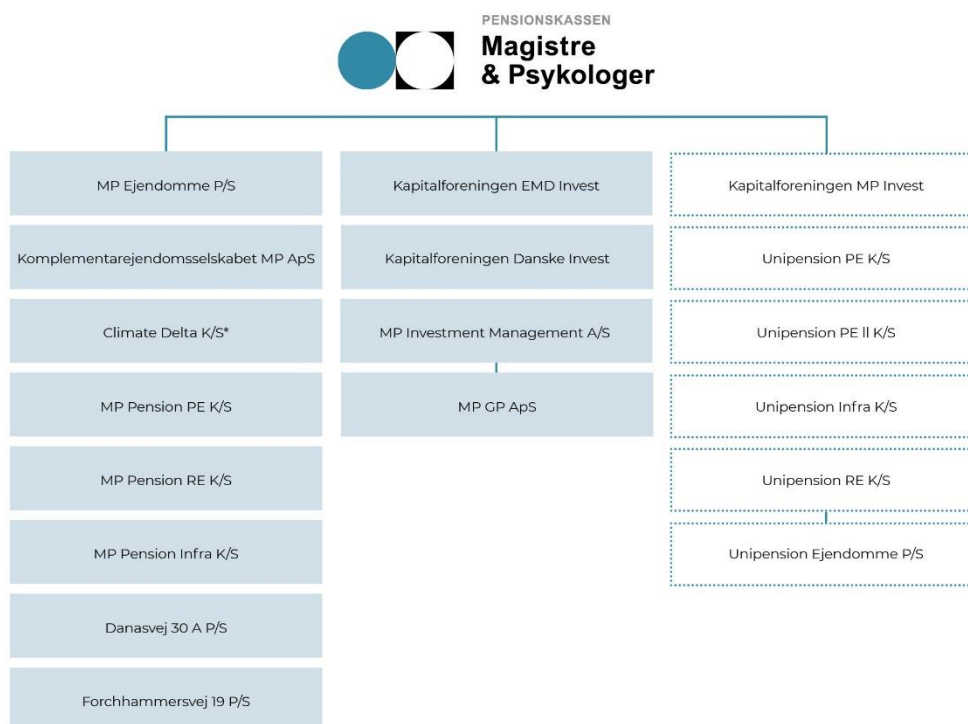 PENSIONSKASSEN
Magistre
& Psykologer
MP Ejendomme P/S
Komplementarejendomsselskabet MP ApS
Climate Delta K/S*
MP Pension PE K/S
MP Pension RE K/S
MP Pension Infra K/S
Danasvej 30 A P/S
Forchhammersvej 19 P/S
Kapitalforeningen EMD Invest
Kapitalforeningen Danske Invest
MP Investment Management A/S
MP GP ApS
Kapitalforeningen MP Invest
Unipension PE K/S
Unipension PE ll K/S
Unipension Infra K/S
Unipension RE K/S
Unipension Ejendomme P/S